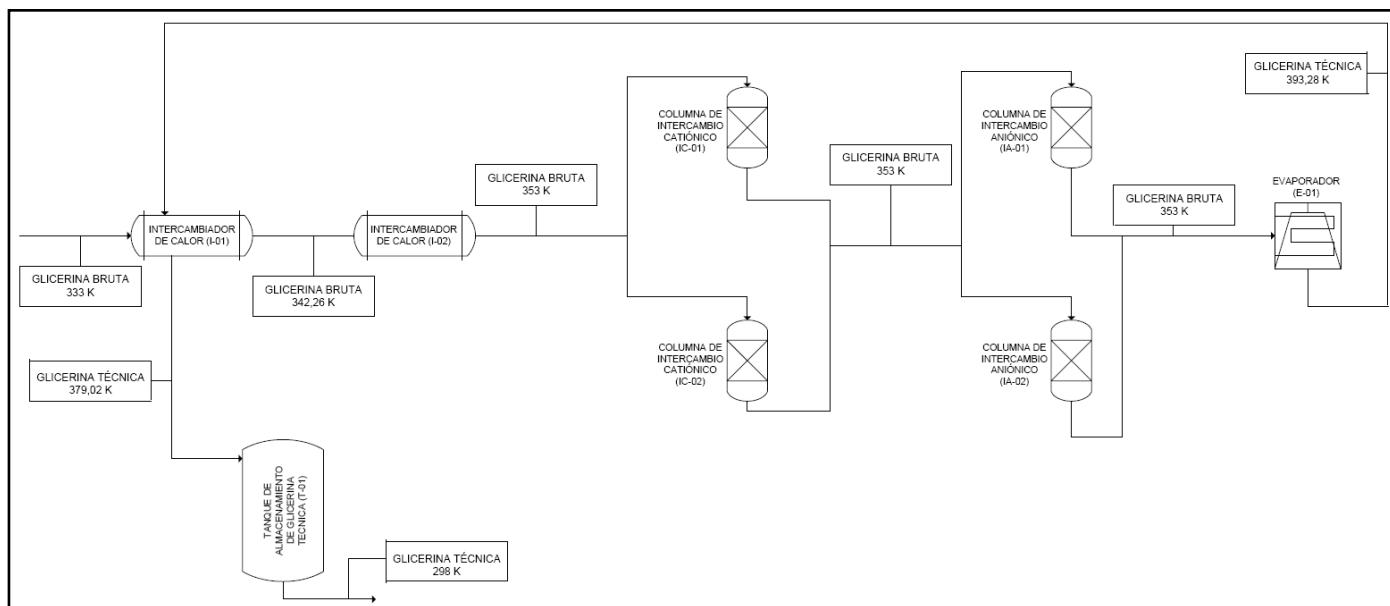 GLICERINA TÉCNICA
393,28 K
COLUMNA DE
INTERCAMBIO
CATIÓNICO
(IC-01)
COLUMNA DE
INTERCAMBIO
ANIÓNICO
(IA-01)
GLICERINA BRUTA
353 K
GLICERINA BRUTA
353 K
EVAPORADOR
(E-01)
GLICERINA BRUTA
353 K
INTERCAMBIADOR
DE CALOR (I-01)
INTERCAMBIADOR
DE CALOR (I-02)
GLICERINA BRUTA
333 K
GLICERINA BRUTA
342,26 K
COLUMNA DE
INTERCAMBIO
CATIÓNICO
(IC-02)
COLUMNA DE
INTERCAMBIO
ANIÓNICO
(IA-02)
GLICERINA TÉCNICA
379,02 K
TANQUE DE
ALMACENAMIENTO
DE GLICERINA
TECNICA (T-01)
GLICERINA TÉCNICA
298 K